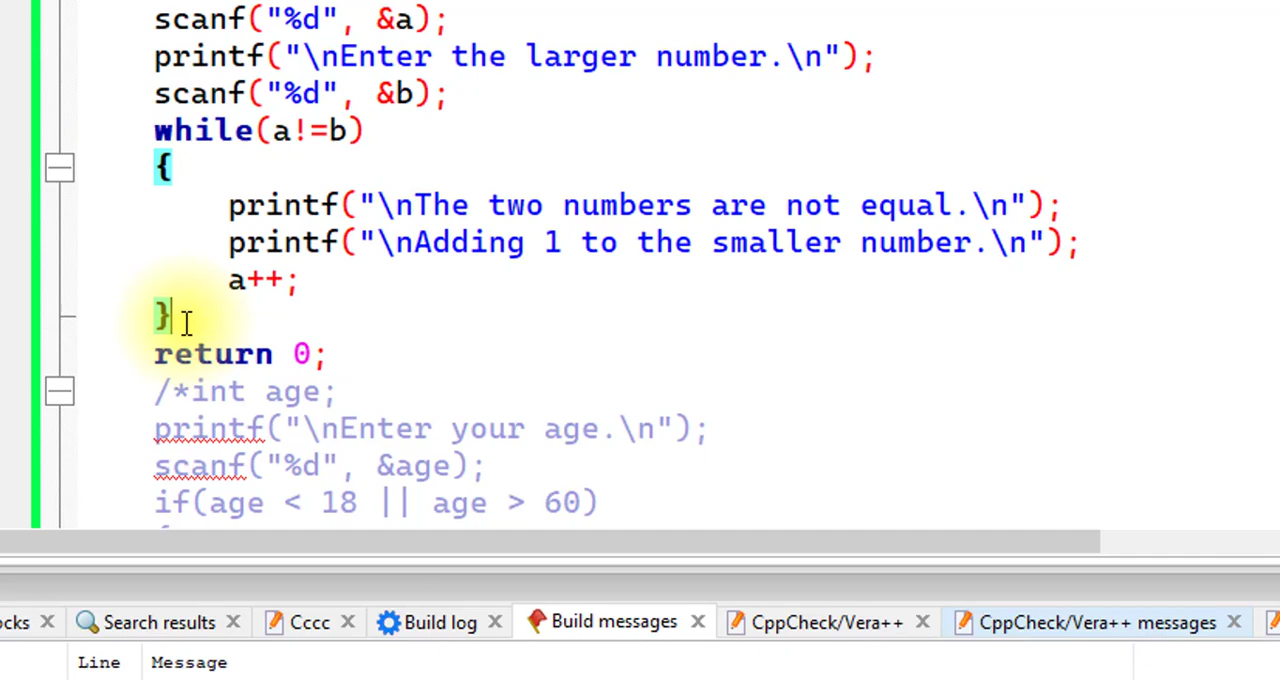 scanf("%d", &a);
printf("\nEnter the larger number.\n");
scanf("%d", &b);
while(a!=b)
{
printf("\nThe two numbers are not equal.\n");
printf("\nAdding 1 to the smaller number.\n");
a++;
}
return 0;
/*int age;
printf("\nEnter your age.\n");
scanf("%d", &age);
if(age < 18 || age > 60)
ocks Search results Cccc Build log Build messages CppCheck/Vera++ CppCheck/Vera++ messages
Line Message